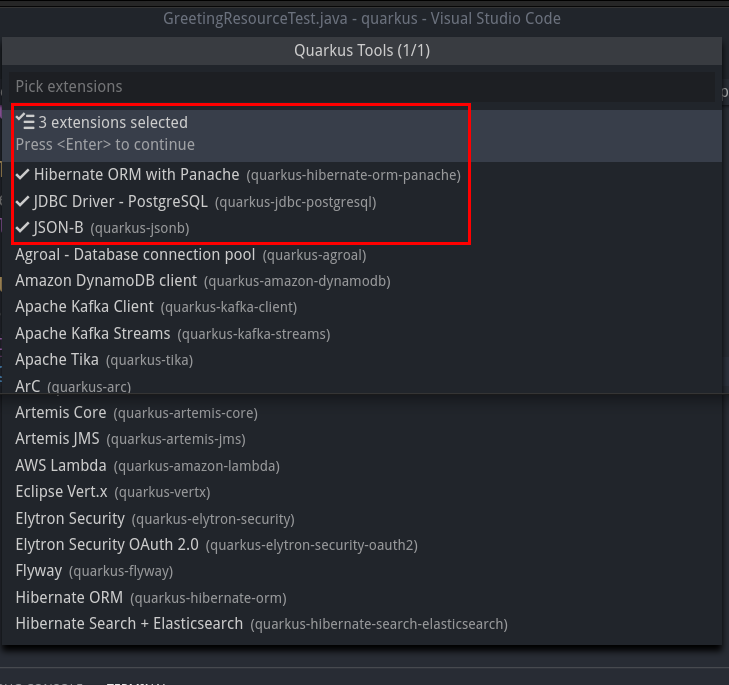 GreetingResourceTest.java - quarkus - Visual Studio Code
Quarkus Tools (1/1)
Pick extensions
3 extensions selected
Press <Enter> to continue
Hibernate ORM with Panache (quarkus-hibernate-orm-panache)
JDBC Driver - PostgreSQL (quarkus-jdbc-postgresql)
JSON-B (quarkus-jsonb)
Agroal - Database connection pool (quarkus-agroal)
Amazon DynamoDB client (quarkus-amazon-dynamodb)
Apache Kafka Client (quarkus-kafka-client)
Apache Kafka Streams (quarkus-kafka-streams)
Apache Tika (quarkus-tika)
ArC (quarkus-arc)
Artemis Core (quarkus-artemis-core)
Artemis JMS (quarkus-artemis-jms)
AWS Lambda (quarkus-amazon-lambda)
Eclipse Vert.x (quarkus-vertx)
Elytron Security (quarkus-elytron-security)
Elytron Security OAuth 2.0 (quarkus-elytron-security-oauth2)
Flyway (quarkus-flyway)
Hibernate ORM (quarkus-hibernate-orm)
Hibernate Search + Elasticsearch (quarkus-hibernate-search-elasticsearch)